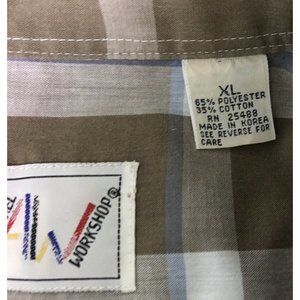 XL
65% POLYESTER
35% COTTON
RN 25488
MADE IN KOREA
SEE REVERSE FOR
CARE
WORKSHOP®